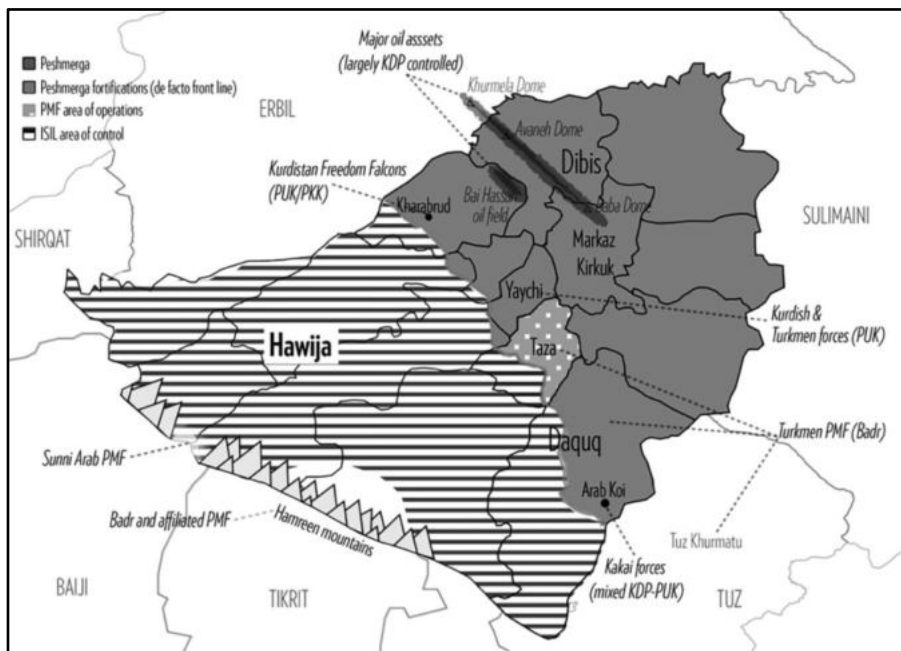 Peshmerga
Peshmerga fortifications (de facto front line)
PMF area of operations
ISIL area of control
Major oil asssets
(largely KDP controlled)
Khurmela Dome
ERBIL
Avaneh Dome
Dibis
Kurdistan Freedom Falcons
(PUK/PKK)
Bai Hassan
oil field
Baba Dome
Kharabrud
SULIMAINI
SHIRQAT
Markaz
Kirkuk
Yaychi
Kurdish &
Turkmen forces (PUK)
Hawija
Taza
Turkmen PMF (Badr)
Daquq
Sunni Arab PMF
Arab Koi
Badr and affiliated PMF
Hamreen mountains
Tuz Khurmatu
Kakai forces
(mixed KDP-PUK)
BAIJI
TIKRIT
TUZ